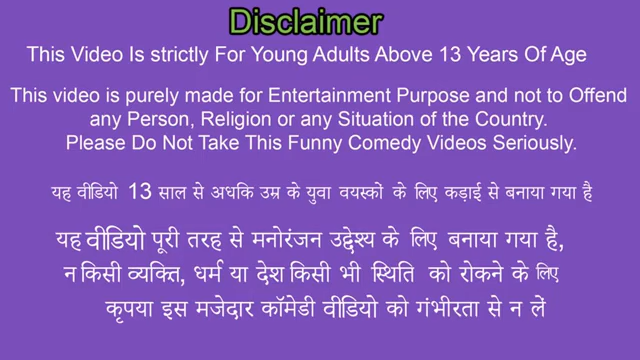 Disclaimer
This Video Is strictly For Young Adults Above 13 Years Of Age
This video is purely made for Entertainment Purpose and not to Offend
any Person, Religion or any Situation of the Country.
Please Do Not Take This Funny Comedy Videos Seriously.
यह वीडियो 13 साल से अधकि उम्र के युवा वयस्कों के लिए कड़ाई से बनाया गया है
यह वीडियो पूरी तरह से मनोरंजन उद्देश्य के लिए बनाया गया है,
न किसी व्यक्ति, धर्म या देश किसी भी स्थिति को रोकने के लिए
कृपया इस मजेदार कॉमेडी वीडियो को गंभीरता से न लें